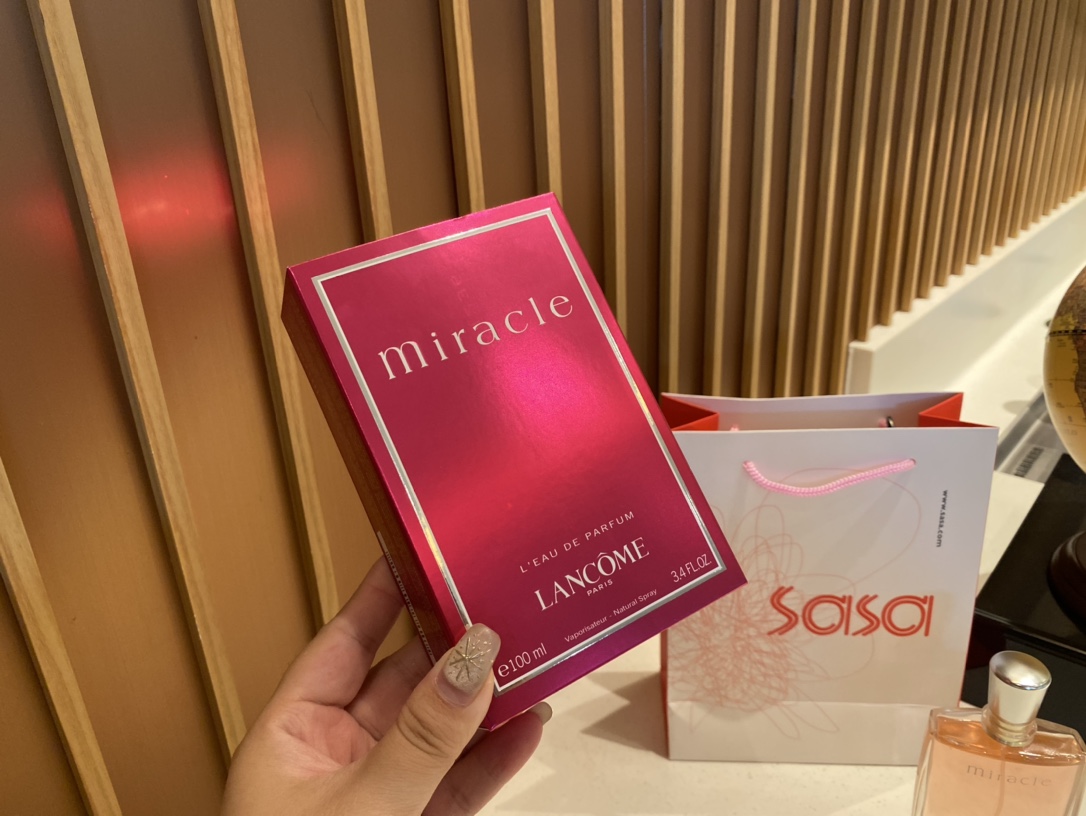 miracle
L'EAU DE PARFUM
LANCÔME
PARIS
Vaporisateur - Natural Spray
e100 ml
3.4 FL.OZ
www.sasa.com
sasa
miracle